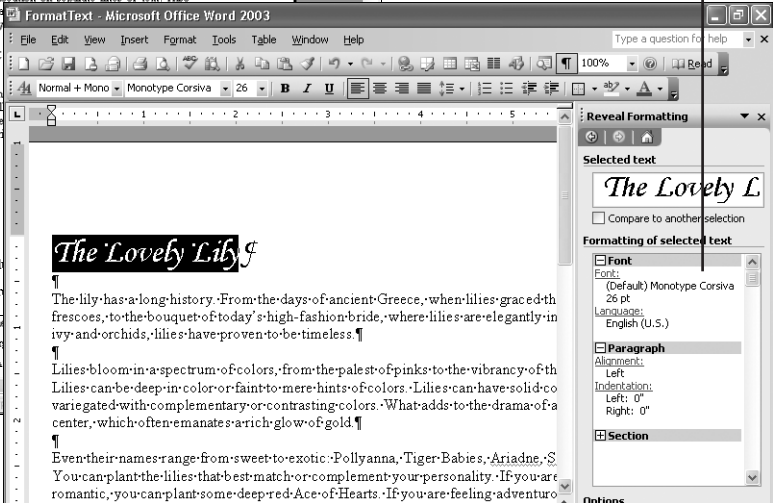 FormatText - Microsoft Office Word 2003
File Edit View Insert Format Tools Table Window Help Type a question for help
100% Read
Normal + Mono Monotype Corsiva 26 B I U
1 2 3 4 5
Reveal Formatting
Selected text
The Lovely L
Compare to another selection
Formatting of selected text
Font
Font:
(Default) Monotype Corsiva
26 pt
Language:
English (U.S.)
Paragraph
Alignment:
Left
Indentation:
Left: 0"
Right: 0"
Section
Options
The Lovely Lily¶
¶
The·lily·has·a·long·history.·From·the·days·of·ancient·Greece,·when·lilies·graced·th
frescoes,·to·the·bouquet·of·today's·high-fashion·bride,·where·lilies·are·elegantly·in
ivy·and·orchids,·lilies·have·proven·to·be·timeless.¶
¶
Lilies·bloom·in·a·spectrum·of·colors,·from·the·palest·of·pinks·to·the·vibrancy·of·th
Lilies·can·be·deep·in·color·or·faint·to·mere·hints·of·colors.·Lilies·can·have·solid·co
variegated·with·complementary·or·contrasting·colors.·What·adds·to·the·drama·of·a
center,·which·often·emanates·a·rich·glow·of·gold.¶
¶
Even·their·names·range·from·sweet·to·exotic:·Pollyanna,·Tiger·Babies,·Ariadne,·S
You·can·plant·the·lilies·that·best·match·or·complement·your·personality.·If·you·are
romantic,·you·can·plant·some·deep·red·Ace·of·Hearts.·If·you·are·feeling·adventuro